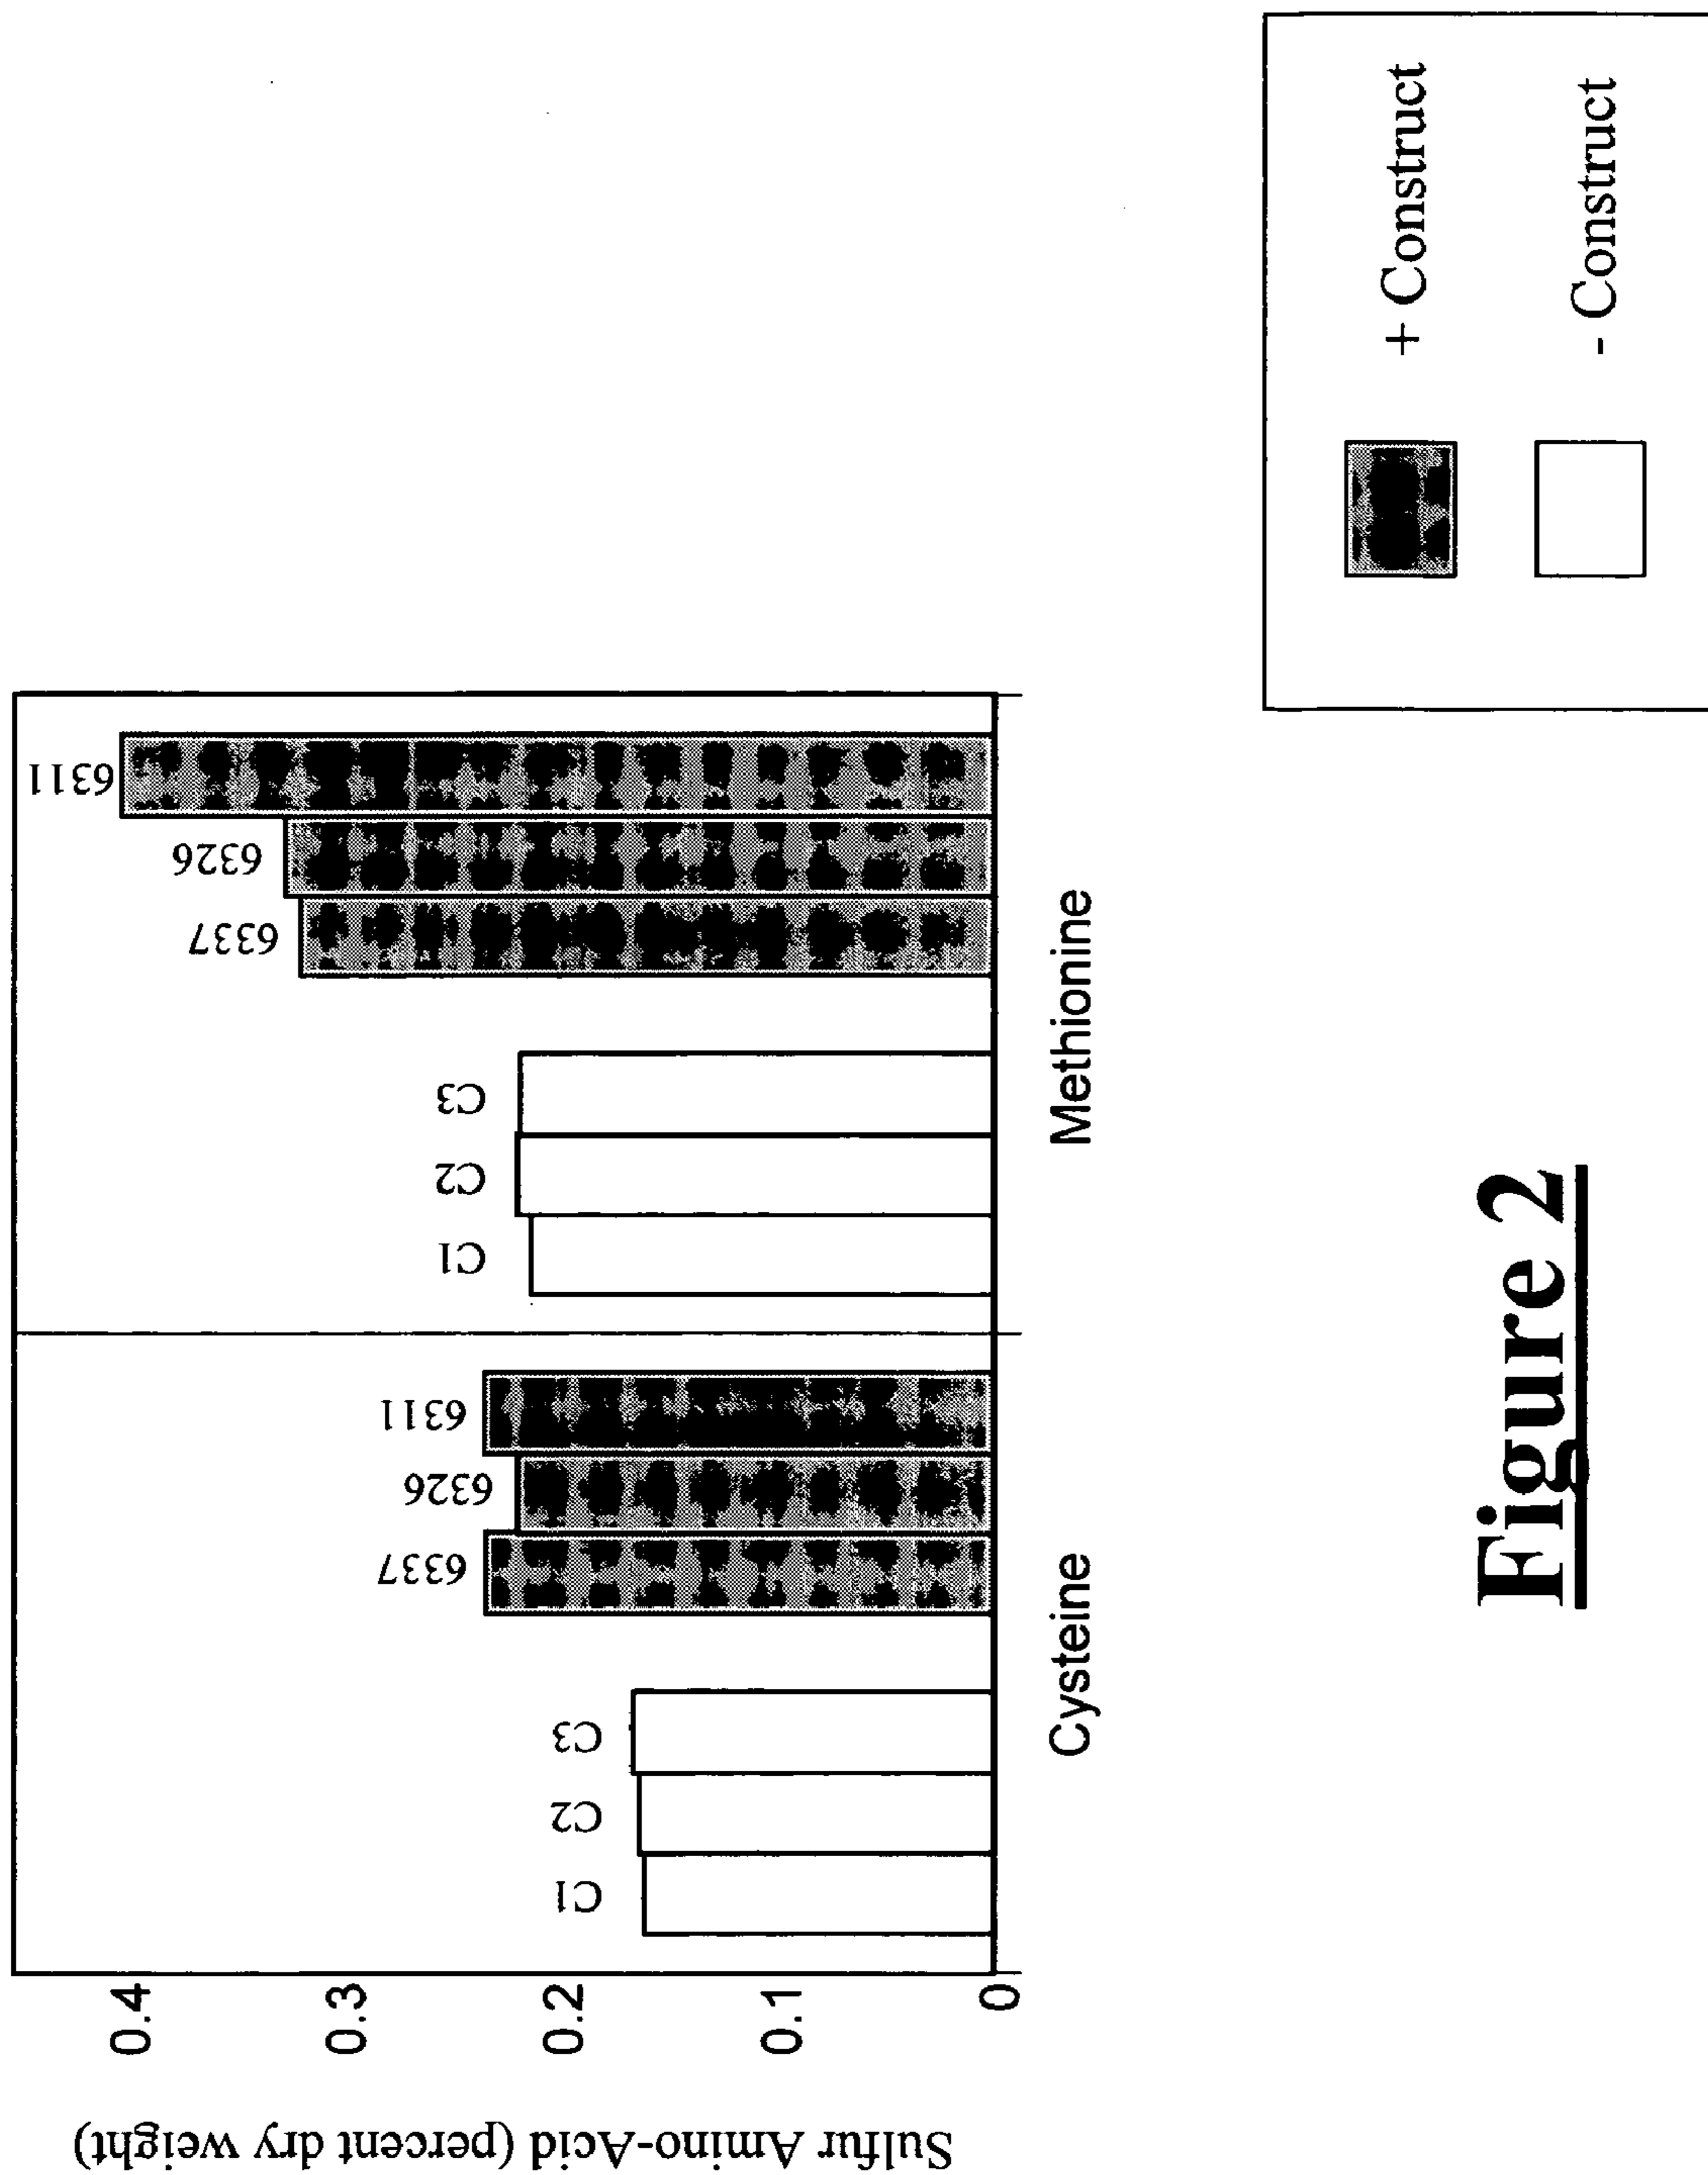 Sulfur Amino-Acid (percent dry weight)
0.4
0.3
0.2
0.1
0
C1
C2
C3
6337
6326
6311
C1
C2
C3
6337
6326
6311
Cysteine
Methionine
+ Construct
- Construct
Figure 2